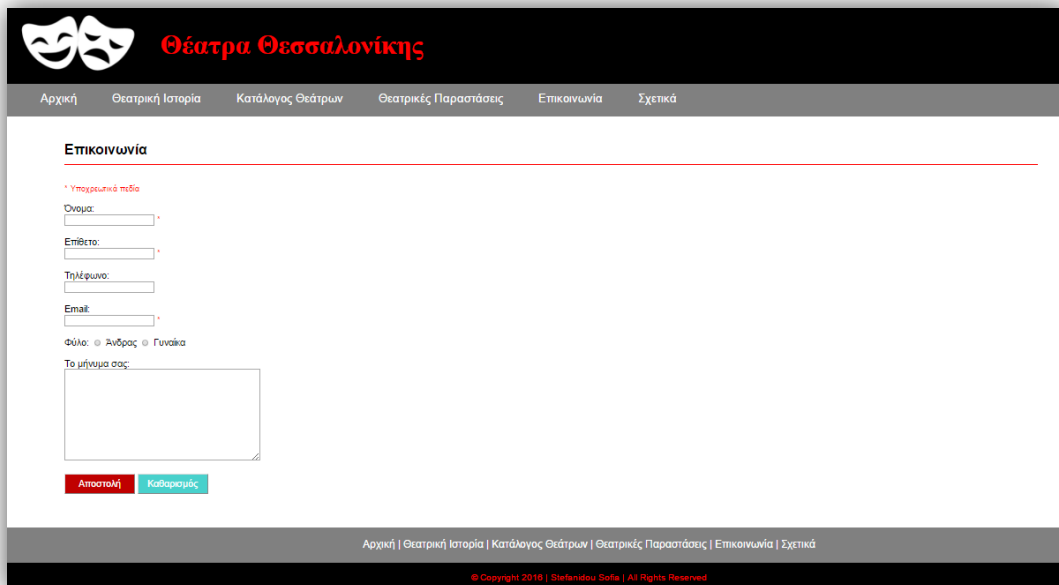 Θέατρα Θεσσαλονίκης
Αρχική Θεατρική Ιστορία Κατάλογος Θεάτρων Θεατρικές Παραστάσεις Επικοινωνία Σχετικά
Επικοινωνία
* Υποχρεωτικά πεδία
Όνομα:
*
Επίθετο:
*
Τηλέφωνο:
Email:
*
Φύλο: Άνδρας Γυναίκα
Το μήνυμα σας:
Αποστολή Καθαρισμός
Αρχική | Θεατρική Ιστορία | Κατάλογος Θεάτρων | Θεατρικές Παραστάσεις | Επικοινωνία | Σχετικά
© Copyright 2016 | Stefanidou Sofia | All Rights Reserved